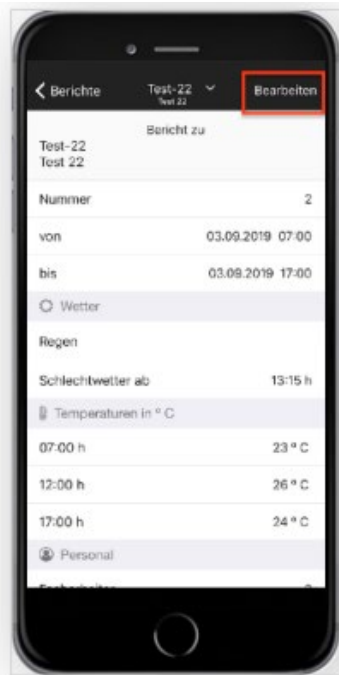 Berichte Test-22 Bearbeiten
Test 22
Bericht zu
Test-22
Test 22
Nummer 2
von 03.09.2019 07:00
bis 03.09.2019 17:00
Wetter
Regen
Schlechtwetter ab 13:15 h
Temperaturen in ° C
07:00 h 23 ° C
12:00 h 26 ° C
17:00 h 24 ° C
Personal